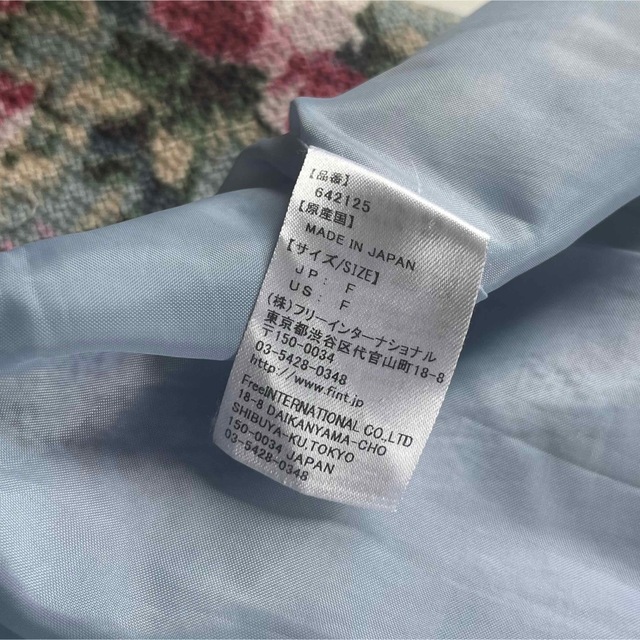 【品番】
642125
【原産国】
MADE IN JAPAN
【サイズ/SIZE】
JP: F
US: F
(株)フリーインターナショナル
東京都渋谷区代官山町18-8
〒150-0034
03-5428-0348
http://www.fint.jp
FreeINTERNATIONAL CO.,LTD
18-8 DAIKANYAMA-CHO
SHIBUYA-KU,TOKYO
150-0034 JAPAN
03-5428-0348